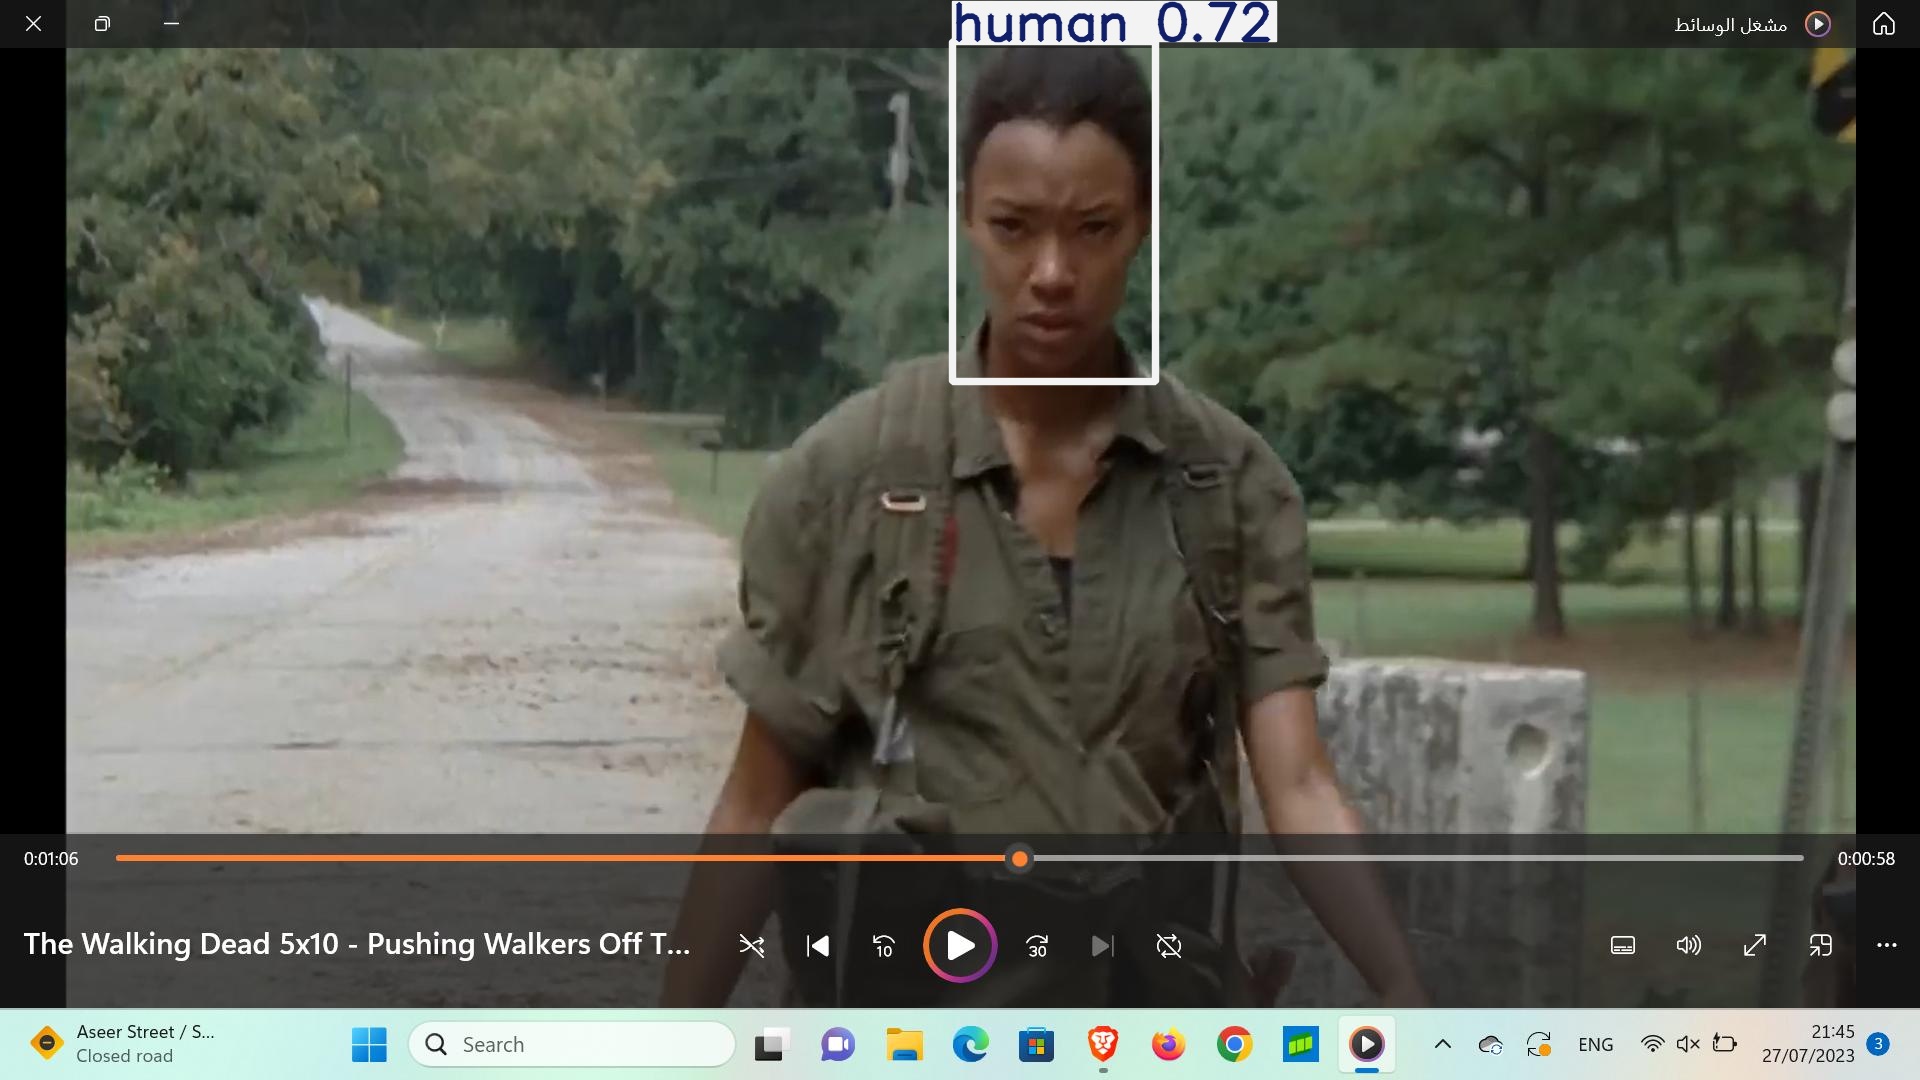 human 0.72
مشغل الوسائط
0:01:06
0:00:58
The Walking Dead 5x10 - Pushing Walkers Off T...
10
30
Aseer Street / S...
Closed road
Search
ENG
21:45
27/07/2023
3